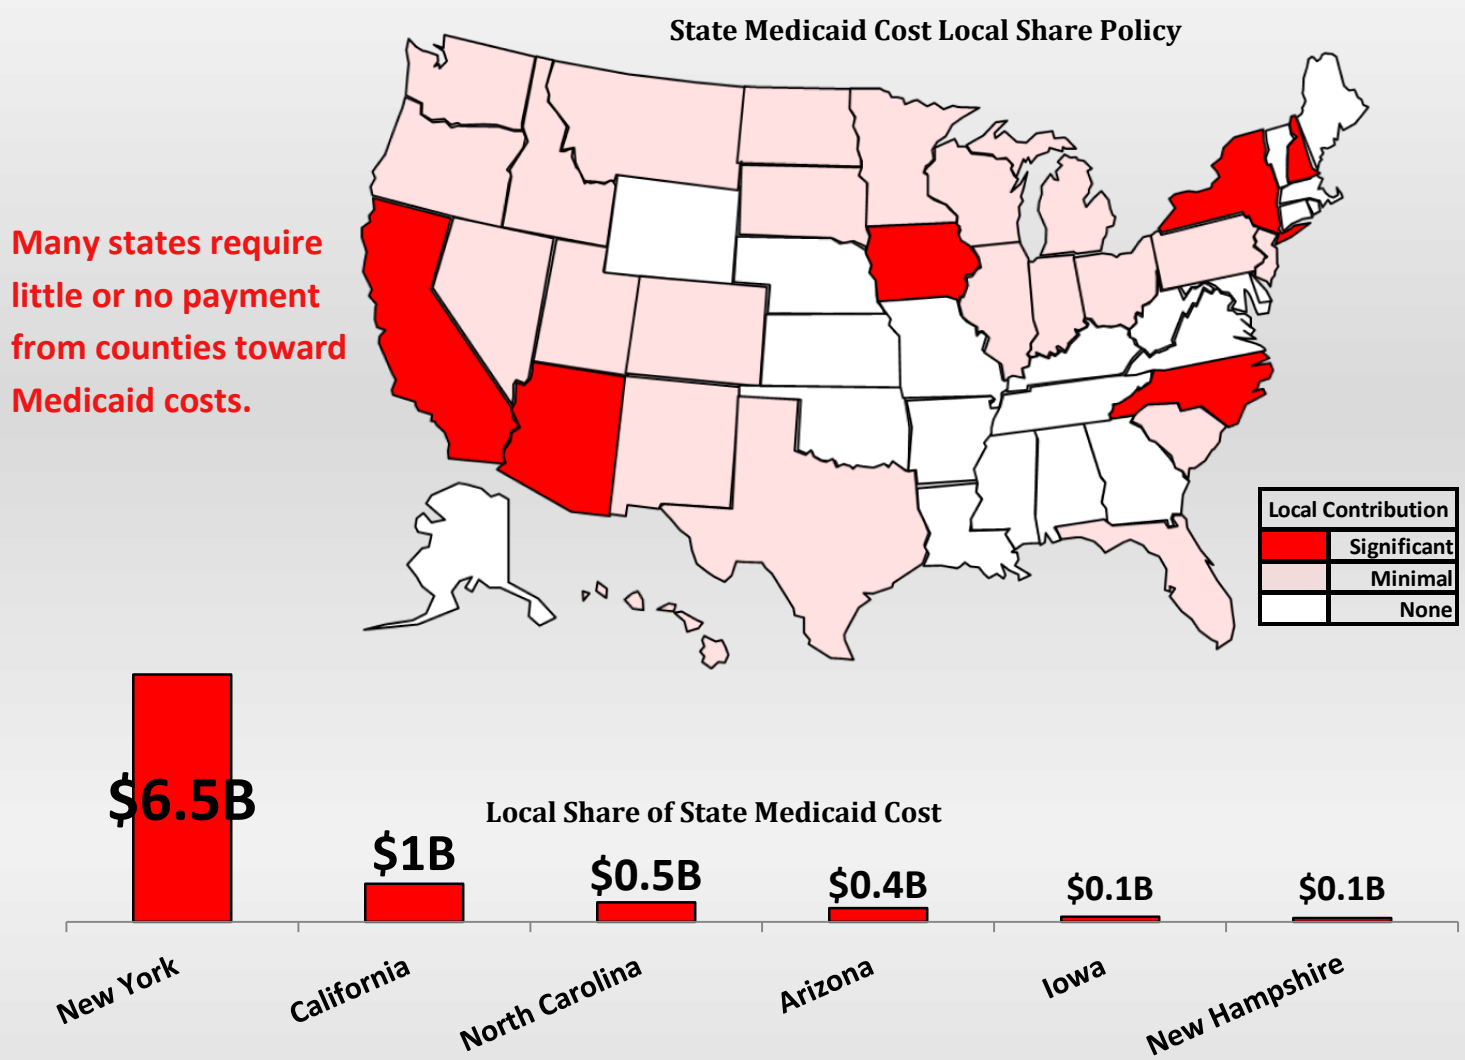 State Medicaid Cost Local Share Policy
Many states require
little or no payment
from counties toward
Medicaid costs.
Local Contribution
Significant
Minimal
None
Local Share of State Medicaid Cost
$6.5B
$1B
$0.5B
$0.4B
$0.1B
$0.1B
New York
California
North Carolina
Arizona
Iowa
New Hampshire